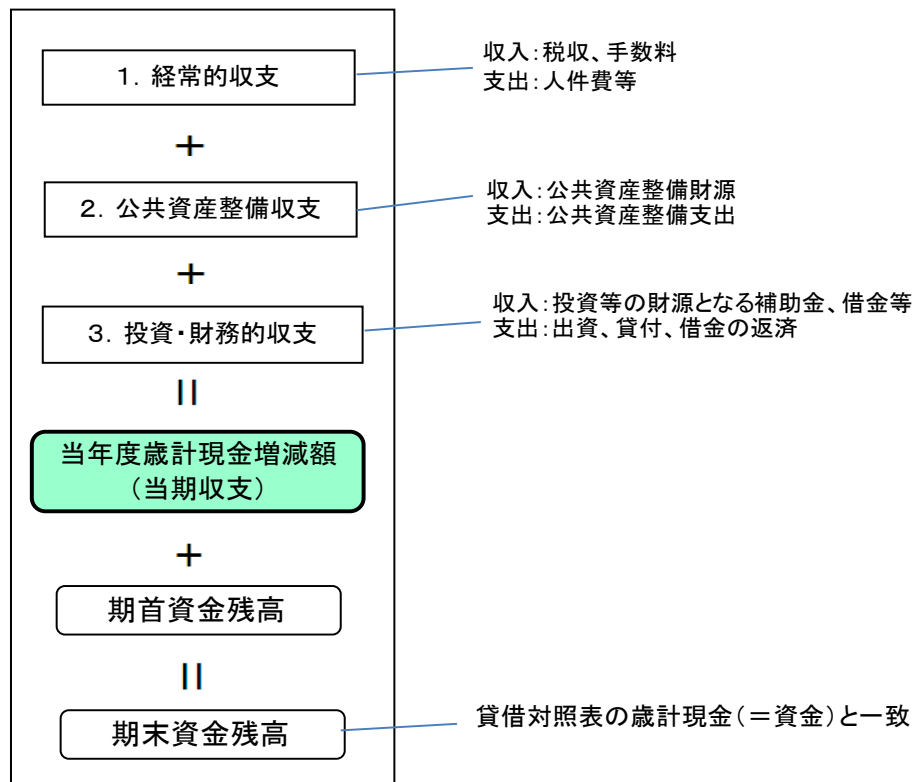 1．経常的収支
収入：税収、手数料
支出：人件費等
＋
２．公共資産整備収支
収入：公共資産整備財源
支出：公共資産整備支出
＋
３．投資・財務的収支
収入：投資等の財源となる補助金、借金等
支出：出資、貸付、借金の返済
＝
当年度歳計現金増減額
（当期収支）
＋
期首資金残高
＝
期末資金残高
貸借対照表の歳計現金（＝資金）と一致